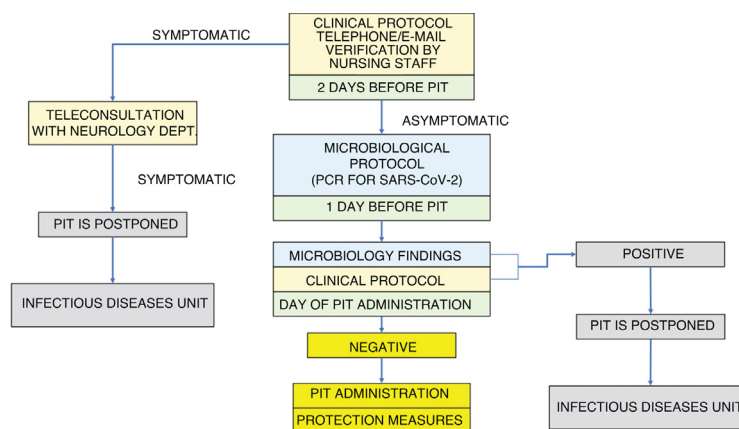 SYMPTOMATIC
CLINICAL PROTOCOL
TELEPHONE/E-MAIL
VERIFICATION BY
NURSING STAFF
2 DAYS BEFORE PIT
TELECONSULTATION
WITH NEUROLOGY DEPT.
ASYMPTOMATIC
MICROBIOLOGICAL
PROTOCOL
(PCR FOR SARS-CoV-2)
1 DAY BEFORE PIT
SYMPTOMATIC
PIT IS POSTPONED
INFECTIOUS DISEASES UNIT
MICROBIOLOGY FINDINGS
CLINICAL PROTOCOL
DAY OF PIT ADMINISTRATION
POSITIVE
PIT IS POSTPONED
INFECTIOUS DISEASES UNIT
NEGATIVE
PIT ADMINISTRATION
PROTECTION MEASURES